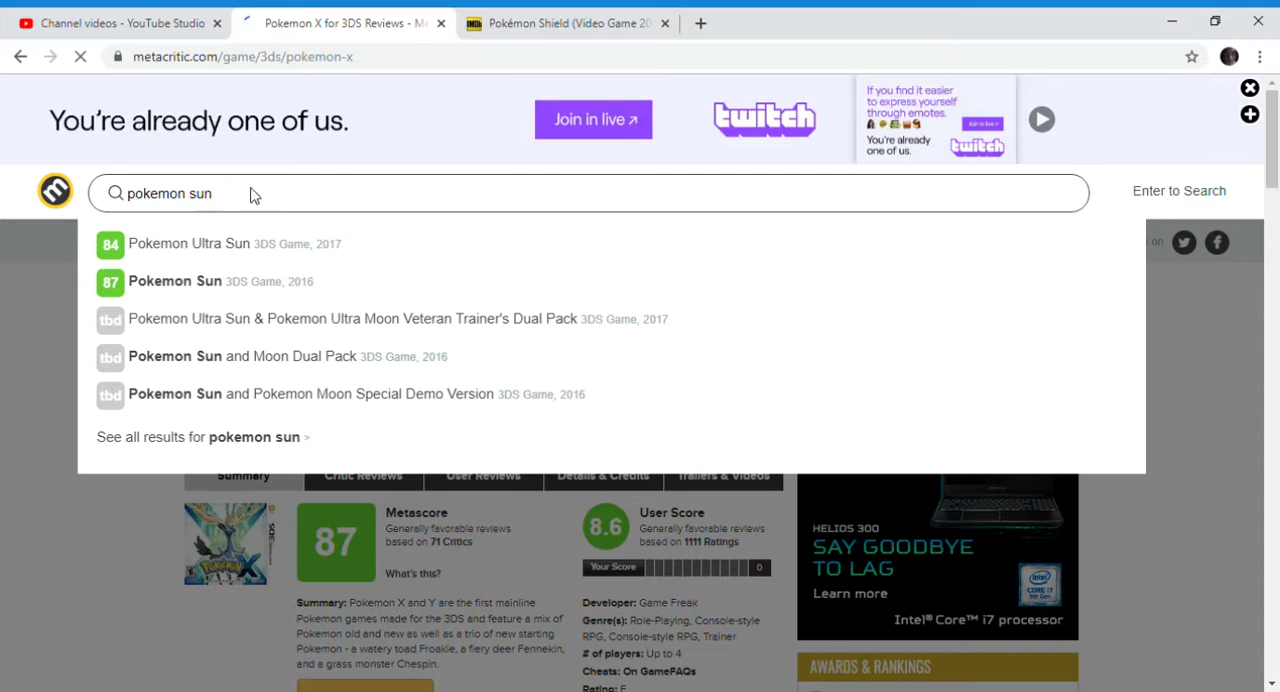 Channel videos - YouTube Studio
Pokemon X for 3DS Reviews - Me
Pokémon Shield (Video Game 20
metacritic.com/game/3ds/pokemon-x
You're already one of us.
Join in live
twitch
If you find it easier
to express yourself
through emotes.
You're already
one of us.
Join in live
twitch
m
pokemon sun
Enter to Search
84 Pokemon Ultra Sun 3DS Game, 2017
87 Pokemon Sun 3DS Game, 2016
tbd Pokemon Ultra Sun & Pokemon Ultra Moon Veteran Trainer's Dual Pack 3DS Game, 2017
tbd Pokemon Sun and Moon Dual Pack 3DS Game, 2016
tbd Pokemon Sun and Pokemon Moon Special Demo Version 3DS Game, 2016
See all results for pokemon sun >
on
Summary
Critic Reviews
User Reviews
Details & Credits
Trailers & Videos
87
Metascore
Generally favorable reviews
based on 71 Critics
What's this?
8.6
User Score
Generally favorable reviews
based on 1111 Ratings
Your Score
0
Summary: Pokemon X and Y are the first mainline
Pokemon games made for the 3DS and feature a mix of
Pokemon old and new as well as a trio of new starting
Pokemon - a watery toad Froakie, a fiery deer Fennekin,
and a grass monster Chespin.
Developer: Game Freak
Genre(s): Role-Playing, Console-style
RPG, Console-style RPG, Trainer
# of players: Up to 4
Cheats: On GameFAQs
Rating: E
HELIOS 300
SAY GOODBYE
TO LAG
Learn more
intel
CORE i7
9th Gen
Intel® Core™ i7 processor
AWARDS & RANKINGS